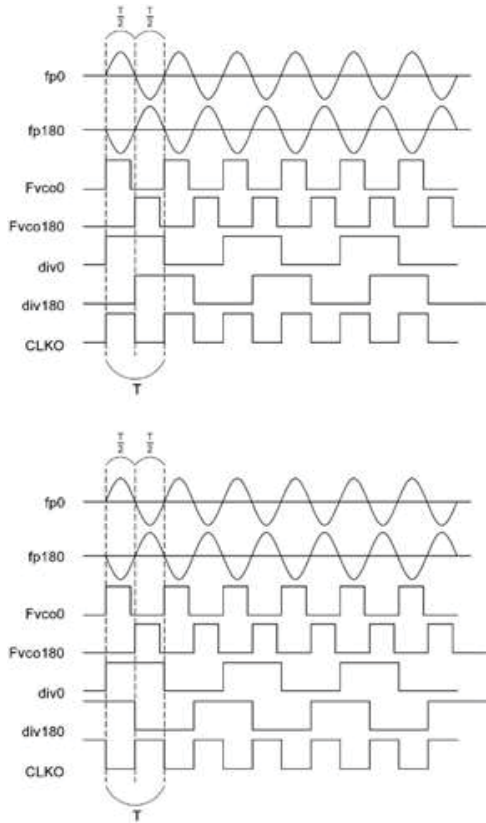 T/2 T/2
fp0
fp180
Fvco0
Fvco180
div0
div180
CLKO
T
T/2 T/2
fp0
fp180
Fvco0
Fvco180
div0
div180
CLKO
T